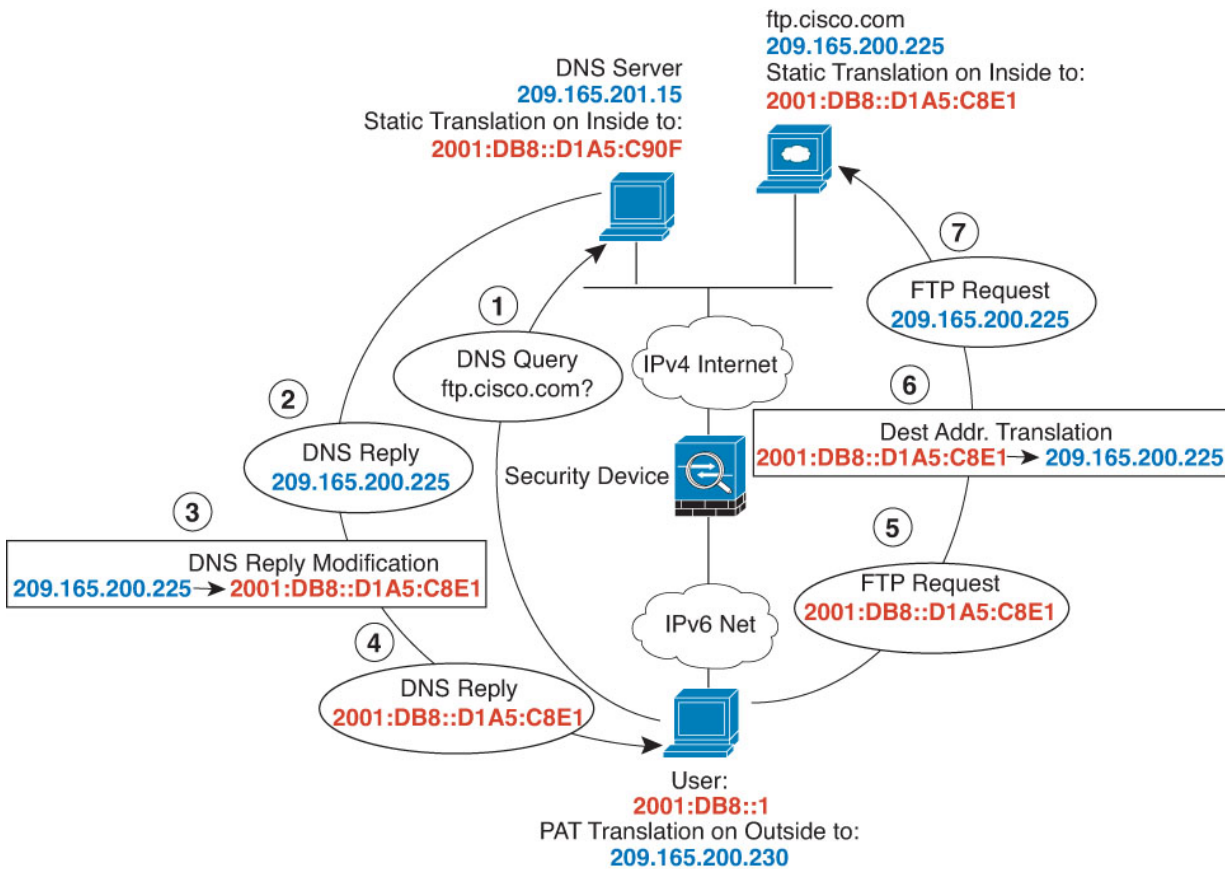 ftp.cisco.com
209.165.200.225
Static Translation on Inside to:
2001:DB8::D1A5:C8E1
DNS Server
209.165.201.15
Static Translation on Inside to:
2001:DB8::D1A5:C90F
7
FTP Request
209.165.200.225
1
DNS Query
ftp.cisco.com?
IPv4 Internet
2
DNS Reply
209.165.200.225
6
Dest Addr. Translation
2001:DB8::D1A5:C8E1 → 209.165.200.225
Security Device
3
DNS Reply Modification
209.165.200.225 → 2001:DB8::D1A5:C8E1
5
FTP Request
2001:DB8::D1A5:C8E1
IPv6 Net
4
DNS Reply
2001:DB8::D1A5:C8E1
User:
2001:DB8::1
PAT Translation on Outside to:
209.165.200.230